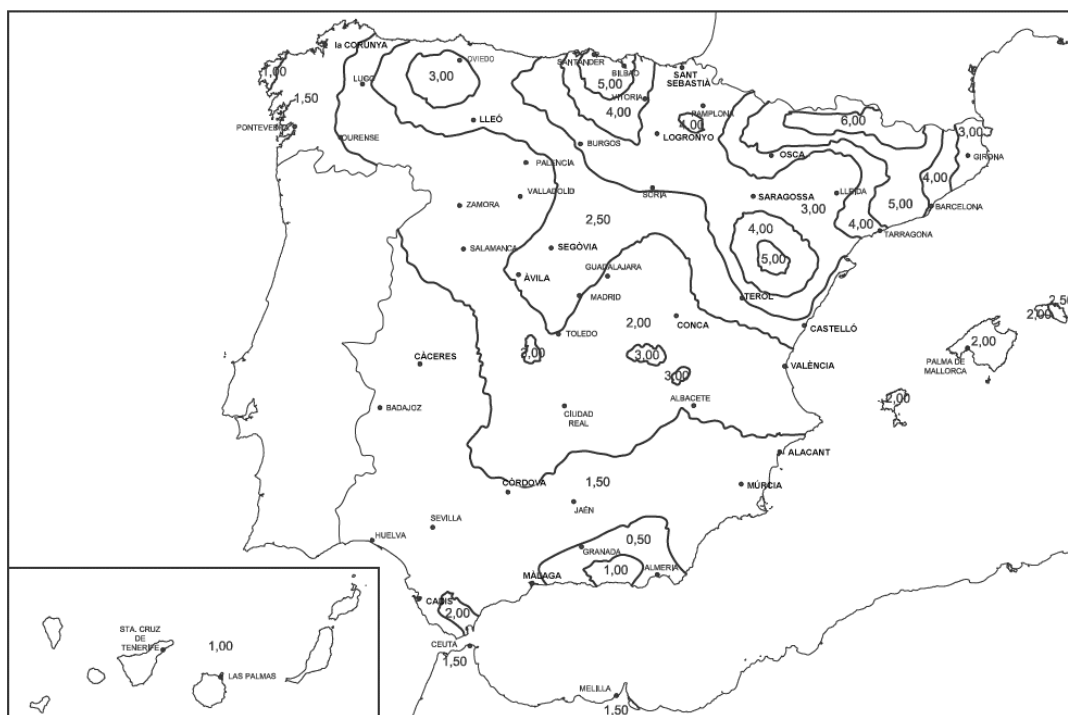 la CORUNYA
OVIEDO
SANTANDER
BILBAO
SANT
SEBASTIÀ
1,00
LUGO
3,00
5,00
VITORIA
1,50
4,00
PAMPLONA
PONTEVEDRA
LLEÓ
4,00
6,00
3,00
OURENSE
LOGRONYO
BURGOS
OSCA
GIRONA
PALENCIA
4,00
VALLADOLID
SORIA
SARAGOSSA
LLEIDA
ZAMORA
3,00
5,00
BARCELONA
2,50
4,00
4,00
TARRAGONA
SALAMANCA
SEGÒVIA
5,00
GUADALAJARA
ÀVILA
MADRID
TEROL
2,50
2,00
CONCA
2,00
CASTELLÓ
TOLEDO
2,00
3,00
2,00
CÀCERES
VALÈNCIA
PALMA DE
MALLORCA
3,00
BADAJOZ
ALBACETE
2,00
CIUDAD
REAL
ALACANT
CÒRDOVA
1,50
MÚRCIA
JAÉN
SEVILLA
HUELVA
0,50
GRANADA
1,00
ALMERÍA
MÀLAGA
CADIS
2,00
CEUTA
1,50
MELILLA
1,50
STA. CRUZ
DE
TENERIFE
1,00
LAS PALMAS